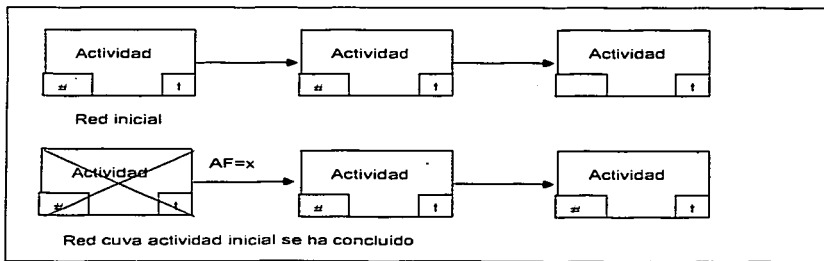 Actividad Actividad Actividad
# t # t t
Red inicial
Actividad AF=x Actividad Actividad
# t # t # t
Red cuya actividad inicial se ha concluido